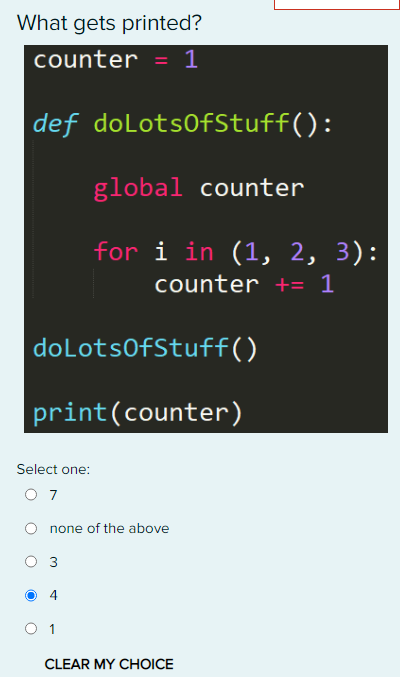 What gets printed?
counter = 1
def doLotsOfStuff():
global counter
for i in (1, 2, 3):
counter += 1
doLotsOfStuff()
print(counter)
Select one:
7
none of the above
3
4
1
CLEAR MY CHOICE